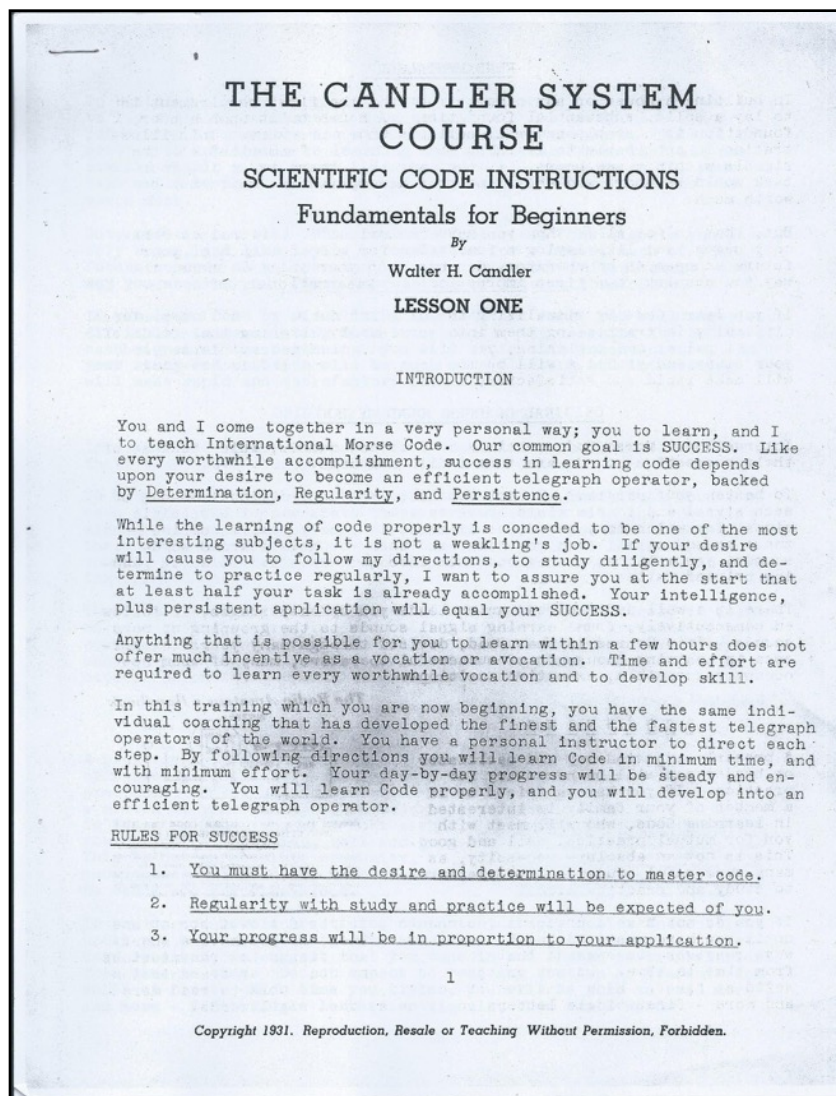 THE CANDLER SYSTEM
COURSE
SCIENTIFIC CODE INSTRUCTIONS
Fundamentals for Beginners
By
Walter H. Candler
LESSON ONE
INTRODUCTION
You and I come together in a very personal way; you to learn, and I
to teach International Morse Code. Our common goal is SUCCESS. Like
every worthwhile accomplishment, success in learning code depends
upon your desire to become an efficient telegraph operator, backed
by Determination, Regularity, and Persistence.
While the learning of code properly is conceded to be one of the most
interesting subjects, it is not a weakling's job. If your desire
will cause you to follow my directions, to study diligently, and de-
termine to practice regularly, I want to assure you at the start that
at least half your task is already accomplished. Your intelligence,
plus persistent application will equal your SUCCESS.
Anything that is possible for you to learn within a few hours does not
offer much incentive as a vocation or avocation. Time and effort are
required to learn every worthwhile vocation and to develop skill.
In this training which you are now beginning, you have the same indi-
vidual coaching that has developed the finest and the fastest telegraph
operators of the world. You have a personal instructor to direct each
step. By following directions you will learn Code in minimum time, and
with minimum effort. Your day-by-day progress will be steady and en-
couraging. You will learn Code properly, and you will develop into an
efficient telegraph operator.
RULES FOR SUCCESS
1. You must have the desire and determination to master code.
2. Regularity with study and practice will be expected of you.
3. Your progress will be in proportion to your application.
1
Copyright 1931. Reproduction, Resale or Teaching Without Permission, Forbidden.